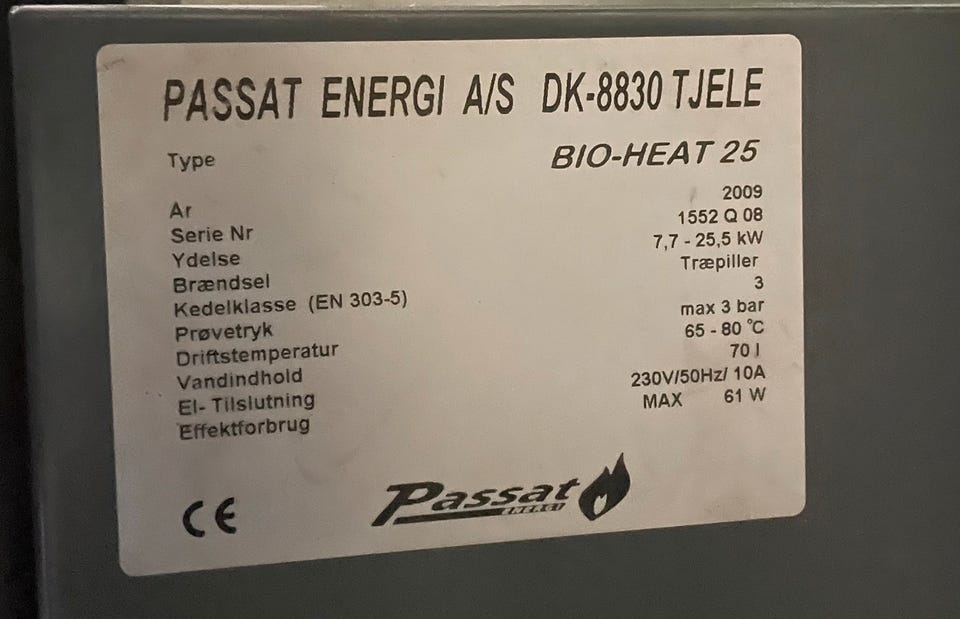 PASSAT ENERGI A/S DK-8830 TJELE
Type BIO-HEAT 25
Ar 2009
Serie Nr 1552 Q 08
Ydelse 7,7 - 25,5 kW
Brændsel Træpiller
Kedelklasse (EN 303-5) 3
Prøvetryk max 3 bar
Driftstemperatur 65 - 80 °C
Vandindhold 70 l
El- Tilslutning 230V/50Hz/ 10A
Effektforbrug MAX 61 W
CE Passat
ENERGI